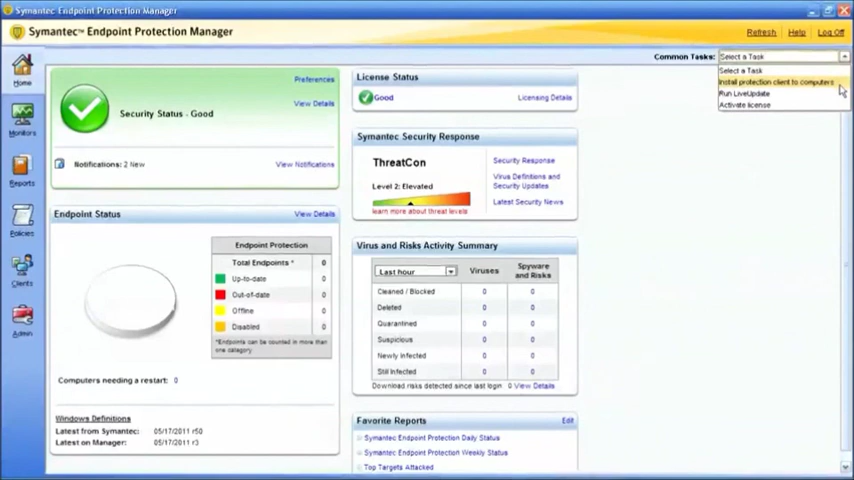 Symantec Endpoint Protection Manager
Symantec™ Endpoint Protection Manager
Refresh Help Log Off
Common Tasks: Select a Task
Select a Task
Install protection client to computers
Run LiveUpdate
Activate license
Home
Monitors
Reports
Policies
Clients
Admin
Preferences
Security Status - Good
View Details
Notifications: 2 New
View Notifications
Endpoint Status
View Details
Endpoint Protection
Total Endpoints * 0
Up-to-date 0
Out-of-date 0
Offline 0
Disabled 0
*Endpoints can be counted in more than
one category
Computers needing a restart: 0
Windows Definitions
Latest from Symantec: 05/17/2011 r50
Latest on Manager: 05/17/2011 r3
License Status
Good
Licensing Details
Symantec Security Response
ThreatCon
Level 2: Elevated
learn more about threat levels
Security Response
Virus Definitions and
Security Updates
Latest Security News
Virus and Risks Activity Summary
Last hour
Viruses
Spyware
and Risks
Cleaned / Blocked 0 0
Deleted 0 0
Quarantined 0 0
Suspicious 0 0
Newly Infected 0 0
Still Infected 0 0
Download risks detected since last login 0 View Details
Favorite Reports
Edit
Symantec Endpoint Protection Daily Status
Symantec Endpoint Protection Weekly Status
Top Targets Attacked